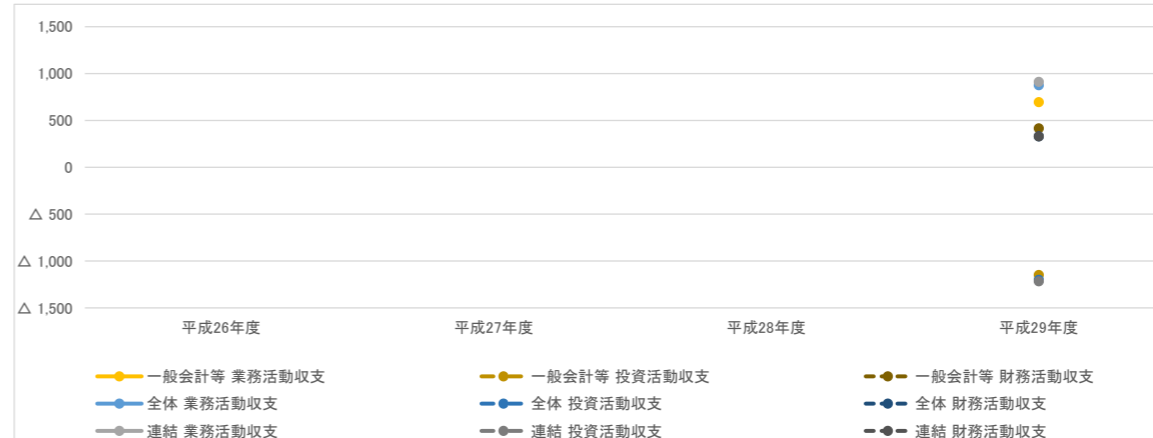 1,500
1,000
500
0
△ 500
△ 1,000
△ 1,500
平成26年度 平成27年度 平成28年度 平成29年度
一般会計等 業務活動収支 一般会計等 投資活動収支 一般会計等 財務活動収支
全体 業務活動収支 全体 投資活動収支 全体 財務活動収支
連結 業務活動収支 連結 投資活動収支 連結 財務活動収支